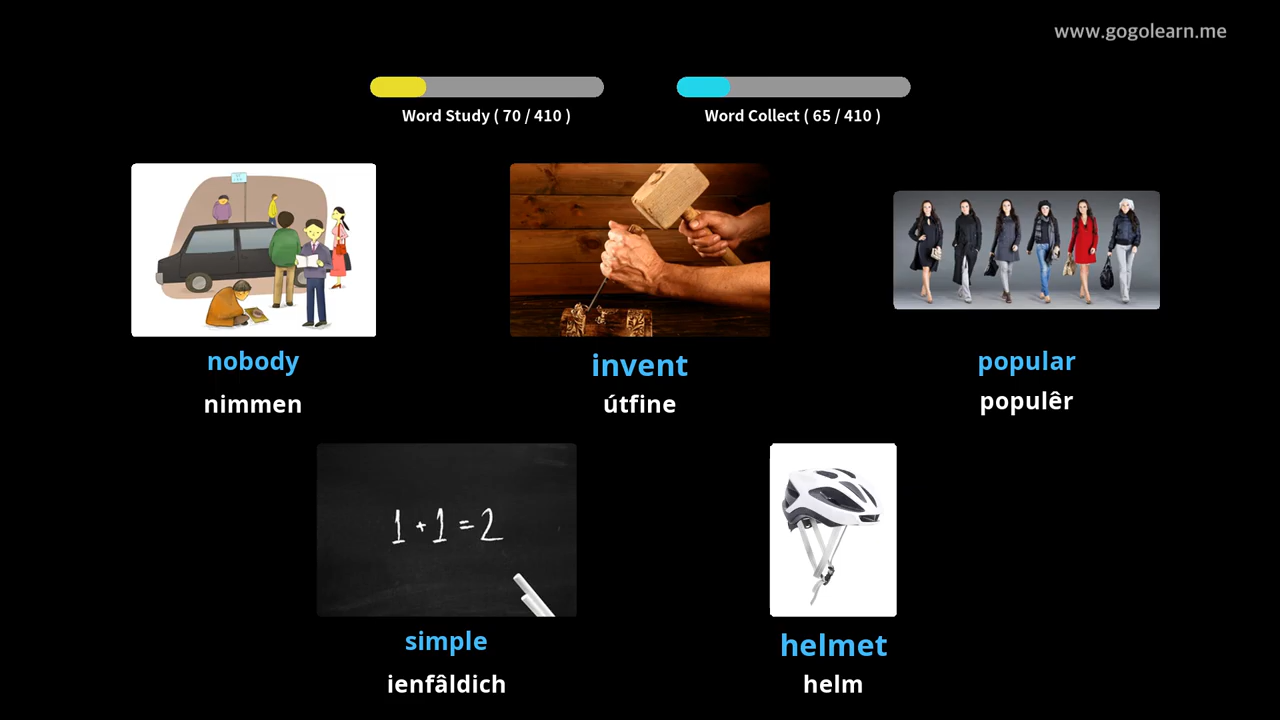 www.gogolearn.me
Word Study ( 70 / 410 )
Word Collect ( 65 / 410 )
nobody
nimmen
invent
útfine
popular
populêr
1 + 1 = 2
simple
ienfâldich
helmet
helm